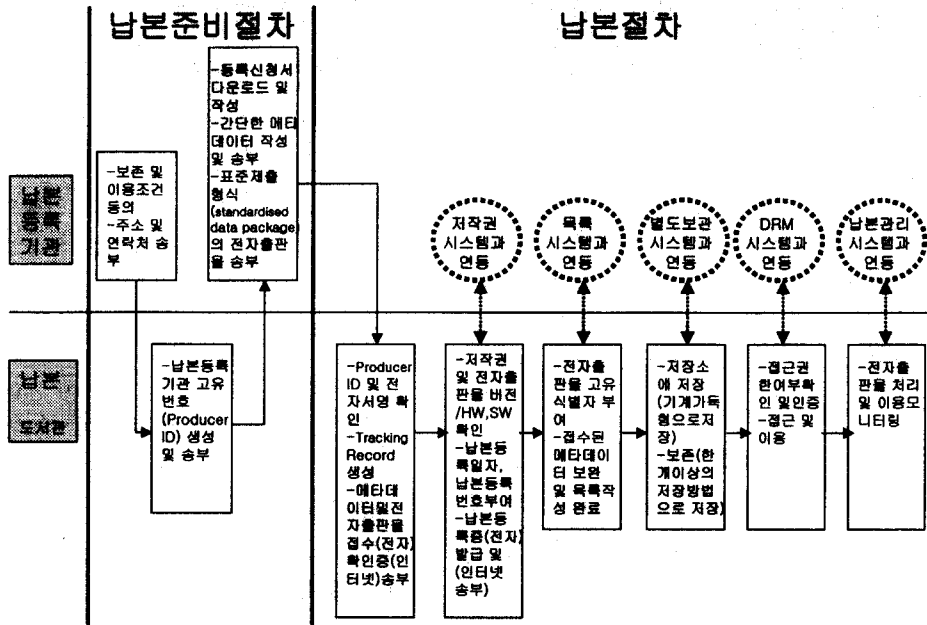 납본준비절차
납본절차
납본
등록
기관
-보존 및
이용조건
동의
-주소 및
연락처 송
부
-등록신청서
다운로드 및
작성
-간단한 메타
데이터 작성
및 송부
-표준제출
형식
(standardised
data package)
의 전자출판
물 송부
저작권
시스템과
연동
목록
시스템과
연동
별도보관
시스템과
연동
DRM
시스템과
연동
납본관리
시스템과
연동
납본
도서관
-납본등록
기관 고유
번호
(Producer
ID) 생성
및 송부
-Producer
ID 및 전
자서명 확
인
-Tracking
Record
생성
-메타데
이터및전
자출판물
접수(전자)
확인증(인
터넷)송부
-저작권
및 전자출
판물 버전
/HW,SW
확인
-납본등
록일자,
납본등록
번호부여
-납본등
록증(전자)
발급 및
(인터넷
송부)
-전자출
판물 고유
식별자 부
여
-접수된
메타데이
터 보완
및 목록작
성 완료
-저장소
에 저장
(기계가독
형으로저
장)
-보존(한
개이상의
저장방법
으로 저장)
-접근권
한여부확
인 및인증
-접근 및
이용
-전자출
판물 처리
및 이용모
니터링